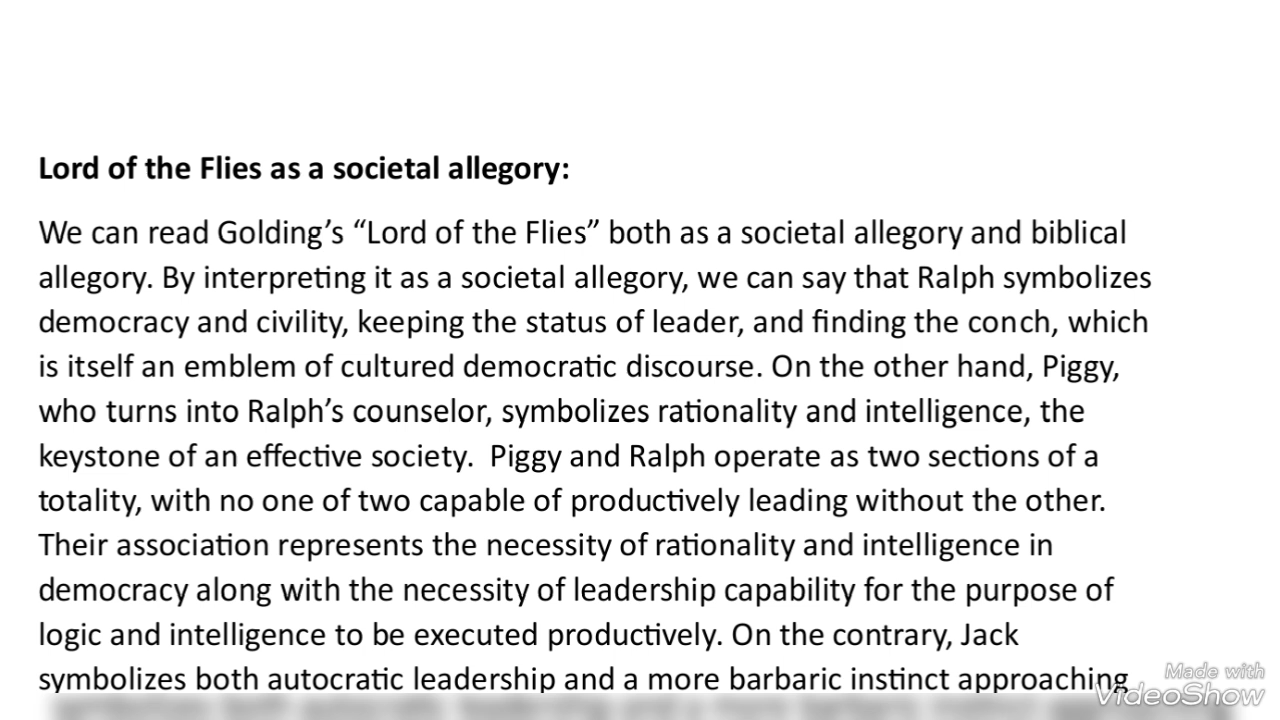 Lord of the Flies as a societal allegory:
We can read Golding’s “Lord of the Flies” both as a societal allegory and biblical
allegory. By interpreting it as a societal allegory, we can say that Ralph symbolizes
democracy and civility, keeping the status of leader, and finding the conch, which
is itself an emblem of cultured democratic discourse. On the other hand, Piggy,
who turns into Ralph’s counselor, symbolizes rationality and intelligence, the
keystone of an effective society.  Piggy and Ralph operate as two sections of a
totality, with no one of two capable of productively leading without the other.
Their association represents the necessity of rationality and intelligence in
democracy along with the necessity of leadership capability for the purpose of
logic and intelligence to be executed productively. On the contrary, Jack
symbolizes both autocratic leadership and a more barbaric instinct approaching
Made with
VideoShow